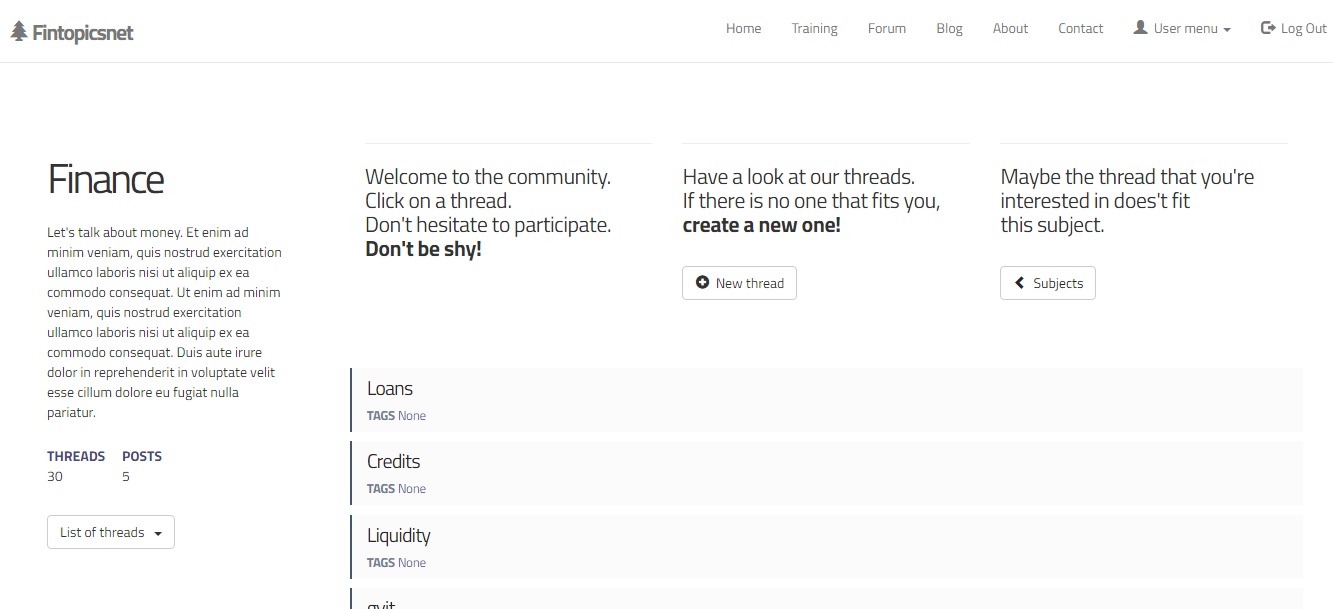 Fintopicsnet
Home Training Forum Blog About Contact User menu Log Out
Finance
Let's talk about money. Et enim ad
minim veniam, quis nostrud exercitation
ullamco laboris nisi ut aliquip ex ea
commodo consequat. Ut enim ad minim
veniam, quis nostrud exercitation
ullamco laboris nisi ut aliquip ex ea
commodo consequat. Duis aute irure
dolor in reprehenderit in voluptate velit
esse cillum dolore eu fugiat nulla
pariatur.
THREADS POSTS
30 5
List of threads
Welcome to the community.
Click on a thread.
Don't hesitate to participate.
Don't be shy!
Have a look at our threads.
If there is no one that fits you,
create a new one!
New thread
Maybe the thread that you're
interested in does't fit
this subject.
Subjects
Loans
TAGS None
Credits
TAGS None
Liquidity
TAGS None